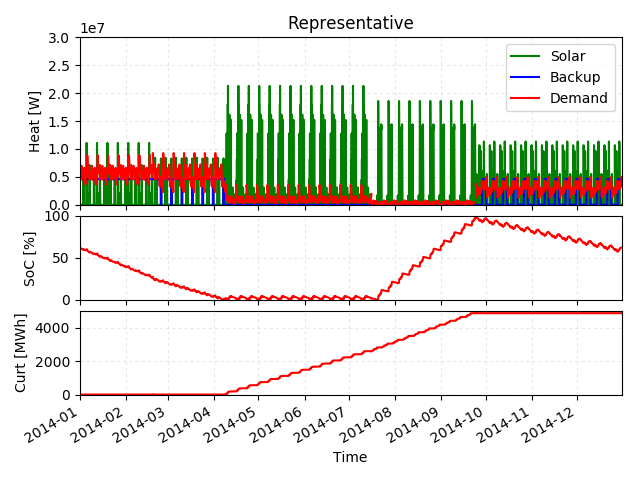 Representative
1e7
3.0
2.5
2.0
1.5
1.0
0.5
0.0
Heat [W]
Solar
Backup
Demand
100
50
0
SoC [%]
4000
2000
0
Curt [MWh]
2014-01
2014-02
2014-03
2014-04
2014-05
2014-06
2014-07
2014-08
2014-09
2014-10
2014-11
2014-12
Time